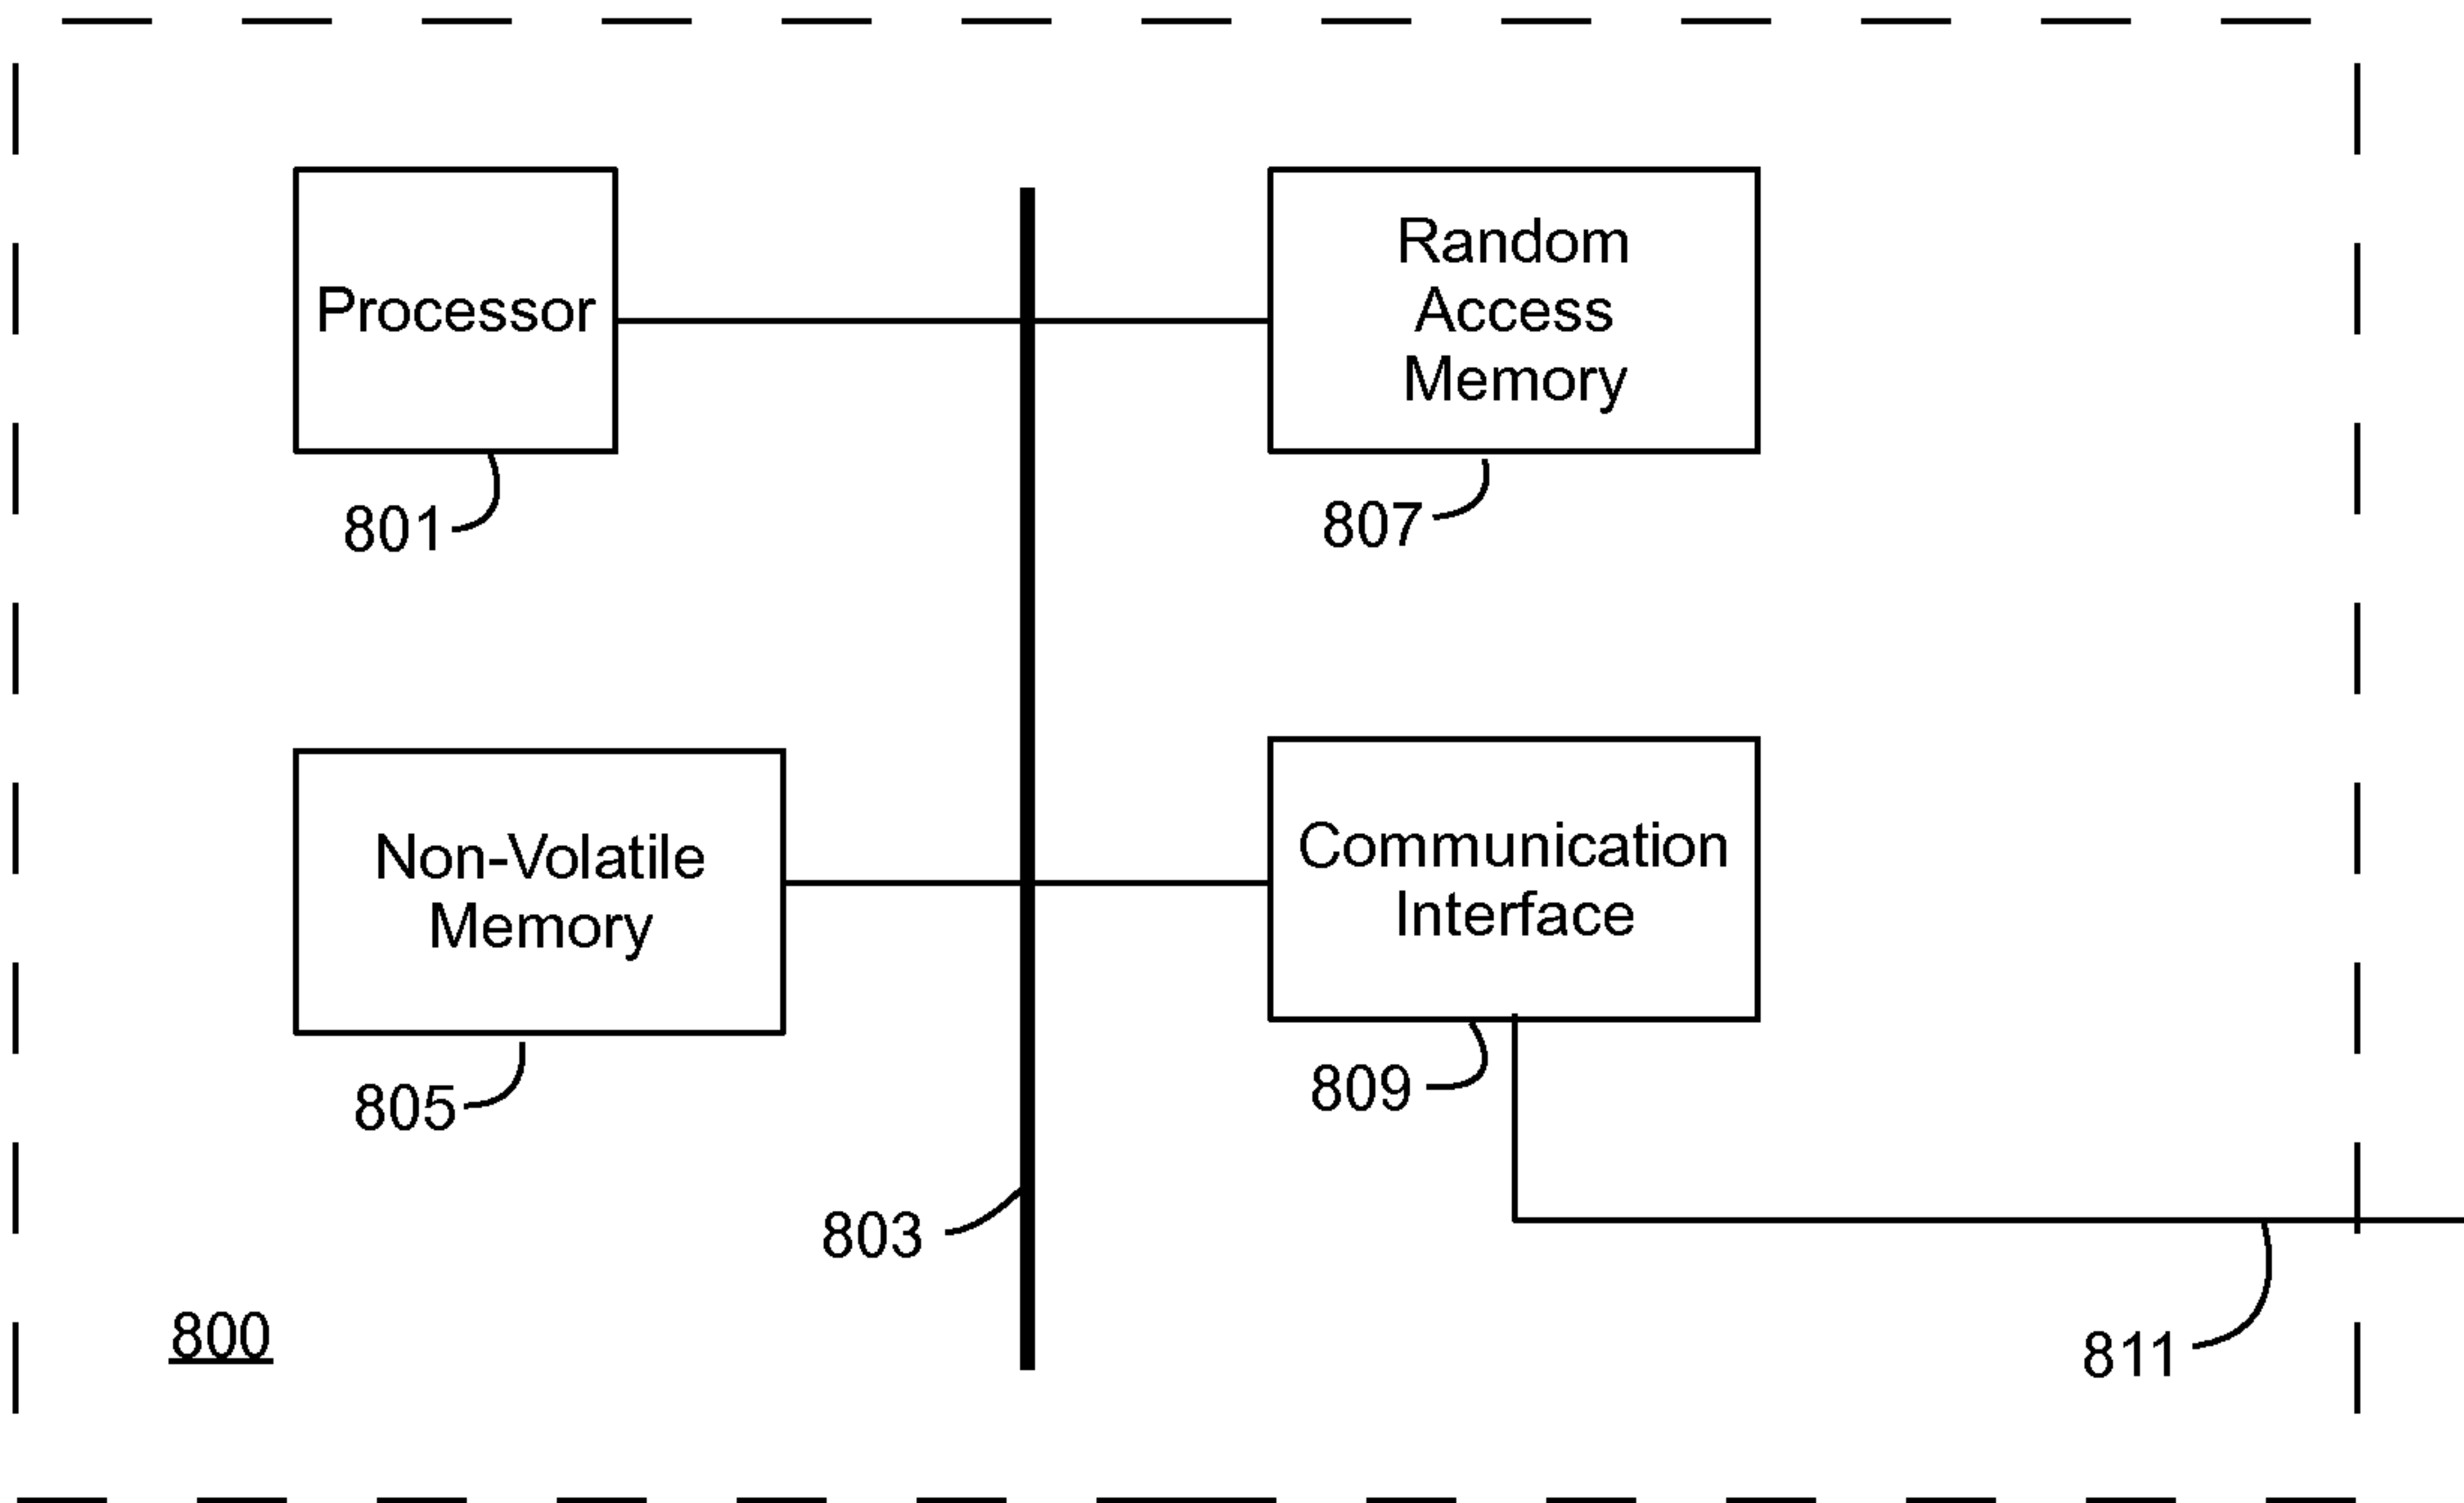 Processor
801
Random
Access
Memory
807
Non-Volatile
Memory
805
Communication
Interface
809
803
800
811